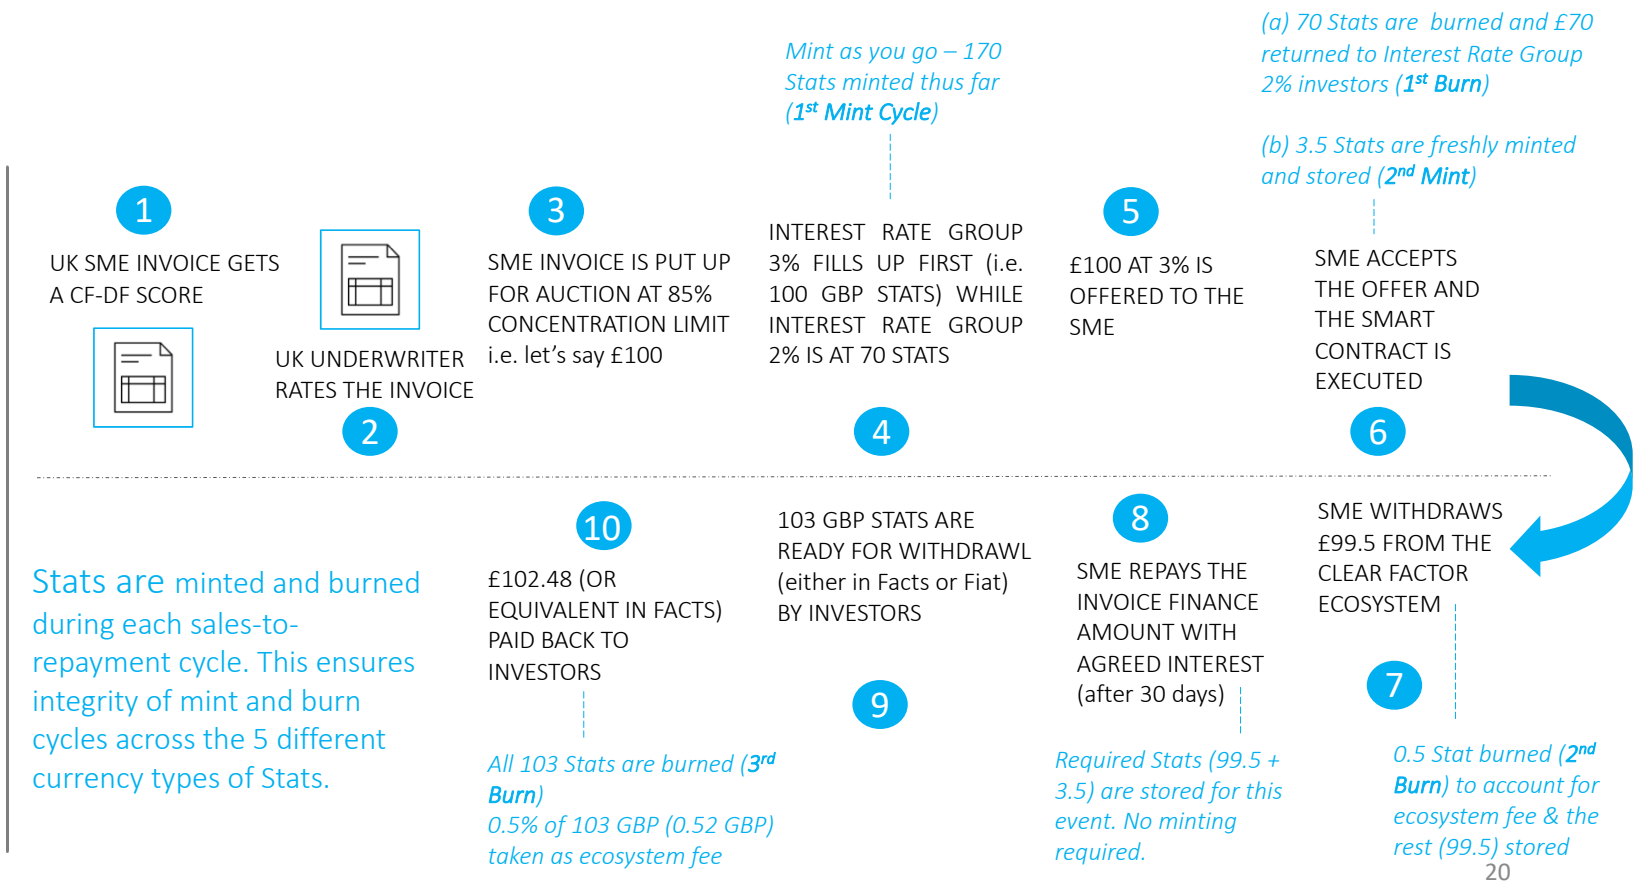 1
UK SME INVOICE GETS
A CF-DF SCORE
UK UNDERWRITER
RATES THE INVOICE
2
3
SME INVOICE IS PUT UP
FOR AUCTION AT 85%
CONCENTRATION LIMIT
i.e. let's say £100
Mint as you go – 170
Stats minted thus far
(1st Mint Cycle)
INTEREST RATE GROUP
3% FILLS UP FIRST (i.e.
100 GBP STATS) WHILE
INTEREST RATE GROUP
2% IS AT 70 STATS
4
5
£100 AT 3% IS
OFFERED TO THE
SME
(a) 70 Stats are burned and £70
returned to Interest Rate Group
2% investors (1st Burn)
(b) 3.5 Stats are freshly minted
and stored (2nd Mint)
SME ACCEPTS
THE OFFER AND
THE SMART
CONTRACT IS
EXECUTED
6
SME WITHDRAWS
£99.5 FROM THE
CLEAR FACTOR
ECOSYSTEM
7
0.5 Stat burned (2nd
Burn) to account for
ecosystem fee & the
rest (99.5) stored
8
SME REPAYS THE
INVOICE FINANCE
AMOUNT WITH
AGREED INTEREST
(after 30 days)
Required Stats (99.5 +
3.5) are stored for this
event. No minting
required.
103 GBP STATS ARE
READY FOR WITHDRAWL
(either in Facts or Fiat)
BY INVESTORS
9
10
£102.48 (OR
EQUIVALENT IN FACTS)
PAID BACK TO
INVESTORS
All 103 Stats are burned (3rd
Burn)
0.5% of 103 GBP (0.52 GBP)
taken as ecosystem fee
Stats are minted and burned
during each sales-to-
repayment cycle. This ensures
integrity of mint and burn
cycles across the 5 different
currency types of Stats.
20